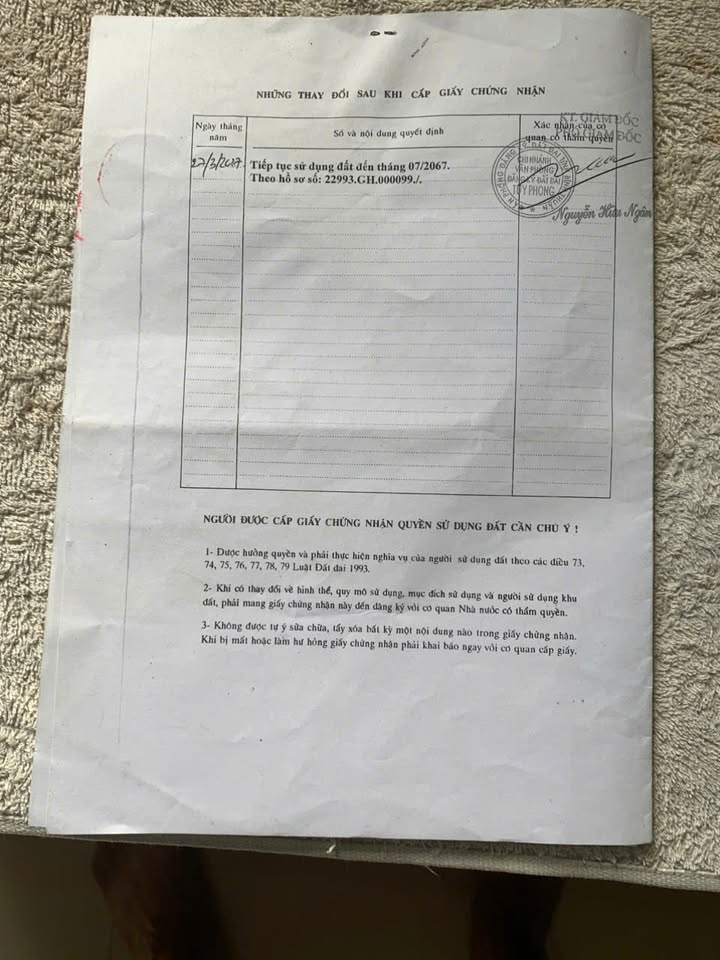 NHỮNG THAY ĐỔI SAU KHI CẤP GIẤY CHỨNG NHẬN
Ngày tháng năm
Số và nội dung quyết định
Xác nhận của cơ quan có thẩm quyền
27/3/2017
Tiếp tục sử dụng đất đến tháng 07/2067.
Theo hồ sơ số: 22993.GH.000099./.
KT. GIÁM ĐỐC
PHÓ GIÁM ĐỐC
CHI NHÁNH
VĂN PHÒNG
ĐĂNG KÝ ĐẤT ĐAI
TUY PHONG
Nguyễn Hữu Ngân
NGƯỜI ĐƯỢC CẤP GIẤY CHỨNG NHẬN QUYỀN SỬ DỤNG ĐẤT CẦN CHÚ Ý !
1- Được hưởng quyền và phải thực hiện nghĩa vụ của người sử dụng đất theo các điều 73,
74, 75, 76, 77, 78, 79 Luật Đất đai 1993.
2- Khi có thay đổi về hình thể, quy mô sử dụng, mục đích sử dụng và người sử dụng khu
đất, phải mang giấy chứng nhận này đến đăng ký với cơ quan Nhà nước có thẩm quyền.
3- Không được tự ý sửa chữa, tẩy xóa bất kỳ một nội dung nào trong giấy chứng nhận.
Khi bị mất hoặc làm hư hỏng giấy chứng nhận phải khai báo ngay với cơ quan cấp giấy.